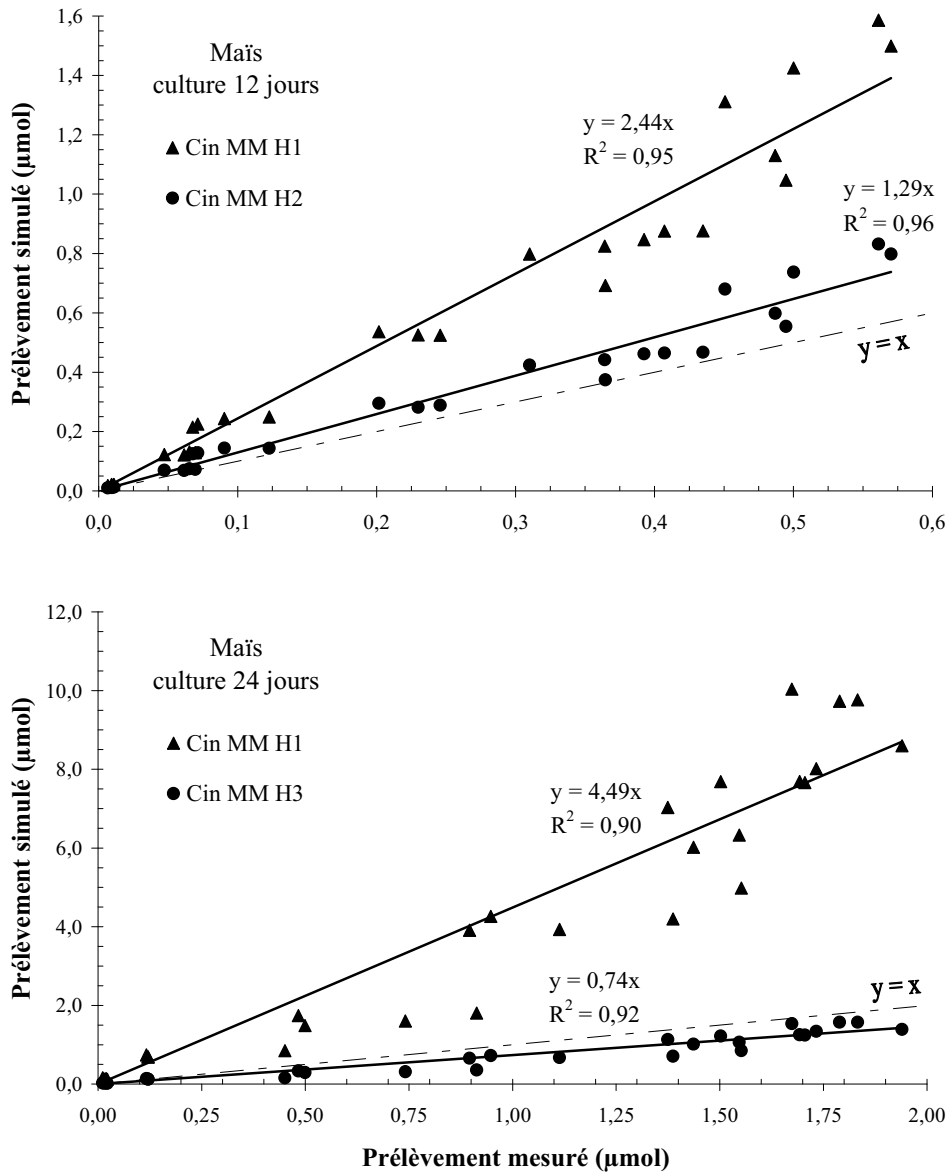 Prélèvement simulé (µmol)
1,6
1,4
1,2
1,0
0,8
0,6
0,4
0,2
0,0
Maïs
culture 12 jours
Cin MM H1
Cin MM H2
y = 2,44x
R² = 0,95
y = 1,29x
R² = 0,96
y = x
0,0 0,1 0,2 0,3 0,4 0,5 0,6
Prélèvement simulé (µmol)
12,0
10,0
8,0
6,0
4,0
2,0
0,0
Maïs
culture 24 jours
Cin MM H1
Cin MM H3
y = 4,49x
R² = 0,90
y = 0,74x
R² = 0,92
y = x
0,00 0,25 0,50 0,75 1,00 1,25 1,50 1,75 2,00
Prélèvement mesuré (µmol)